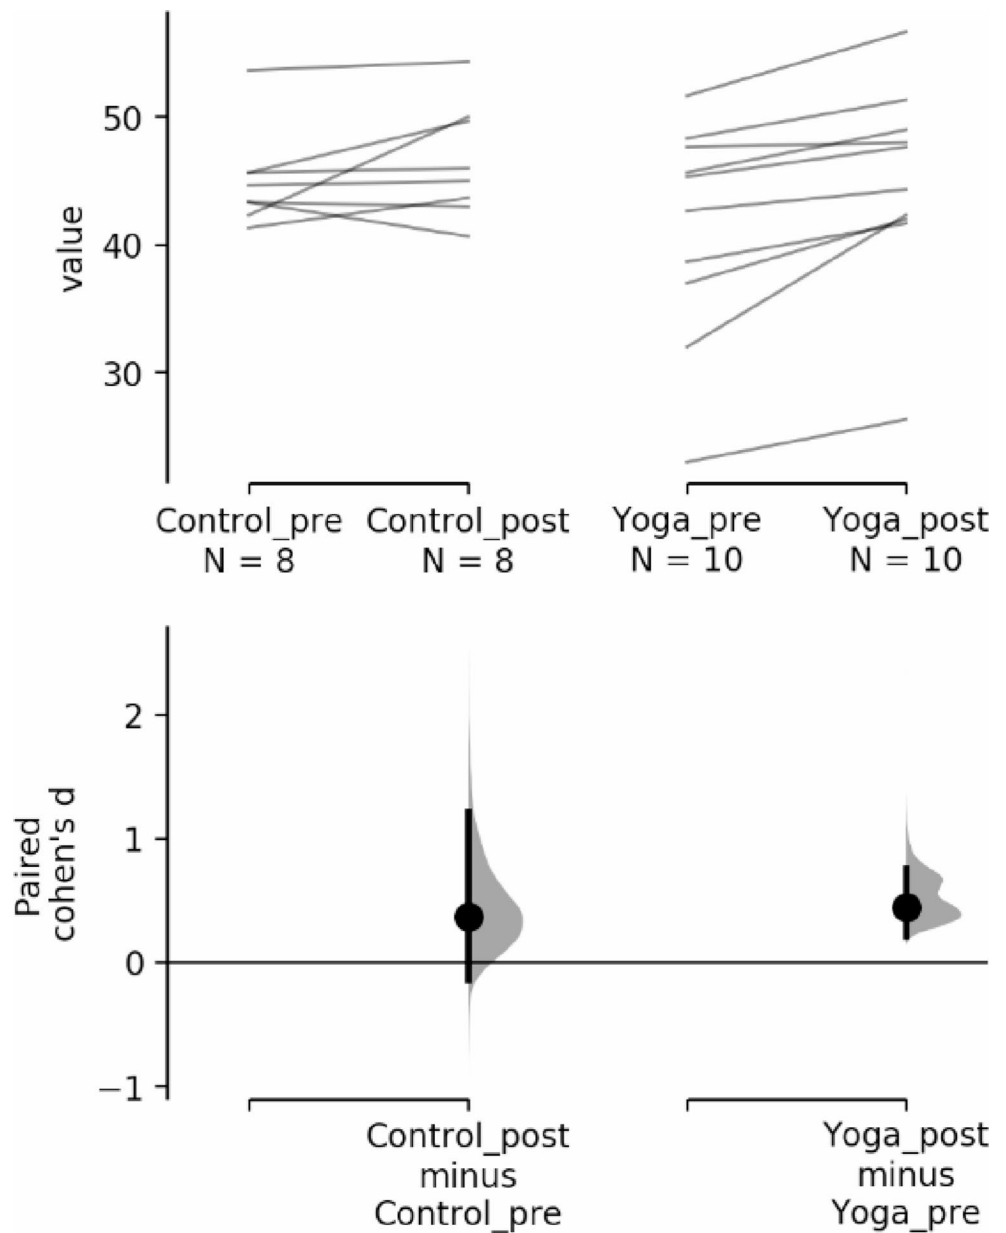 50
40
30
value
Control_pre Control_post Yoga_pre Yoga_post
N = 8 N = 8 N = 10 N = 10
2
1
0
−1
Paired
cohen's d
Control_post Yoga_post
minus minus
Control_pre Yoga_pre